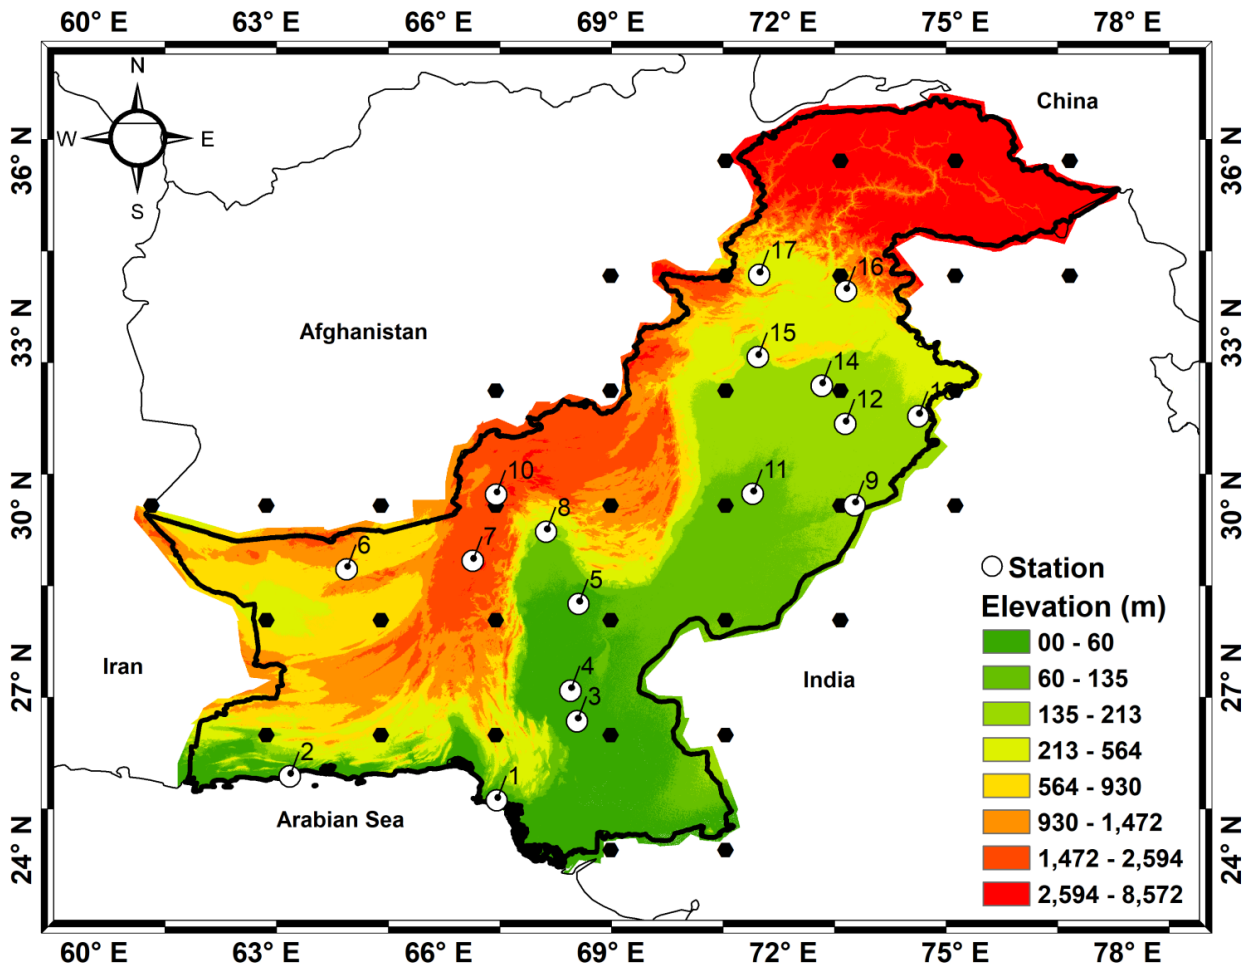 60° E 63° E 66° E 69° E 72° E 75° E 78° E
N
W E
S
China
36° N 36° N
17 16
Afghanistan
33° N 33° N
15
14
12 13
10 11 9
30° N 30° N
8
6 7
5
Station
Elevation (m)
00 - 60
60 - 135
135 - 213
213 - 564
564 - 930
930 - 1,472
1,472 - 2,594
2,594 - 8,572
Iran
4
India
27° N 27° N
3
2
1
Arabian Sea
24° N 24° N
60° E 63° E 66° E 69° E 72° E 75° E 78° E